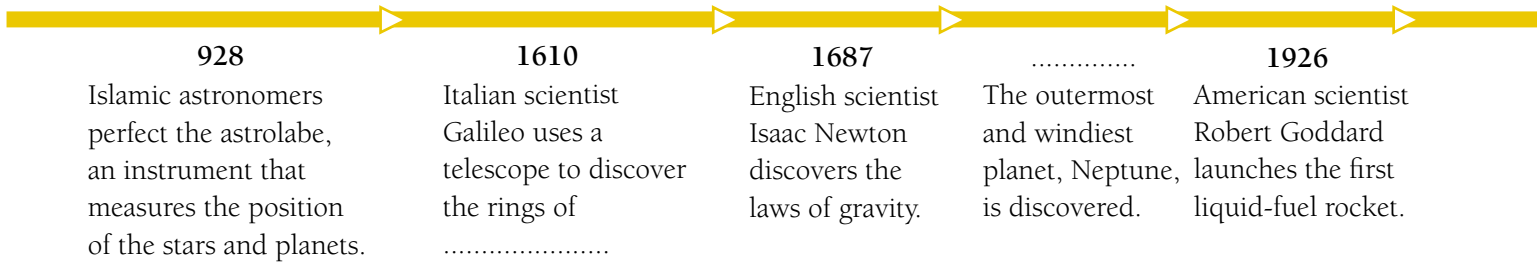 928
Islamic astronomers
perfect the astrolabe,
an instrument that
measures the position
of the stars and planets.
1610
Italian scientist
Galileo uses a
telescope to discover
the rings of
.....................
1687
English scientist
Isaac Newton
discovers the
laws of gravity.
..............
The outermost
and windiest
planet, Neptune,
is discovered.
1926
American scientist
Robert Goddard
launches the first
liquid-fuel rocket.